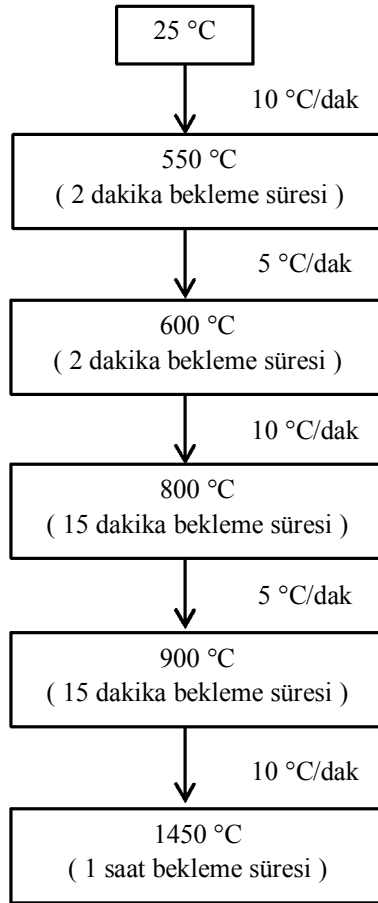 25 °C
10 °C/dak
550 °C
( 2 dakika bekleme süresi )
5 °C/dak
600 °C
( 2 dakika bekleme süresi )
10 °C/dak
800 °C
( 15 dakika bekleme süresi )
5 °C/dak
900 °C
( 15 dakika bekleme süresi )
10 °C/dak
1450 °C
( 1 saat bekleme süresi )